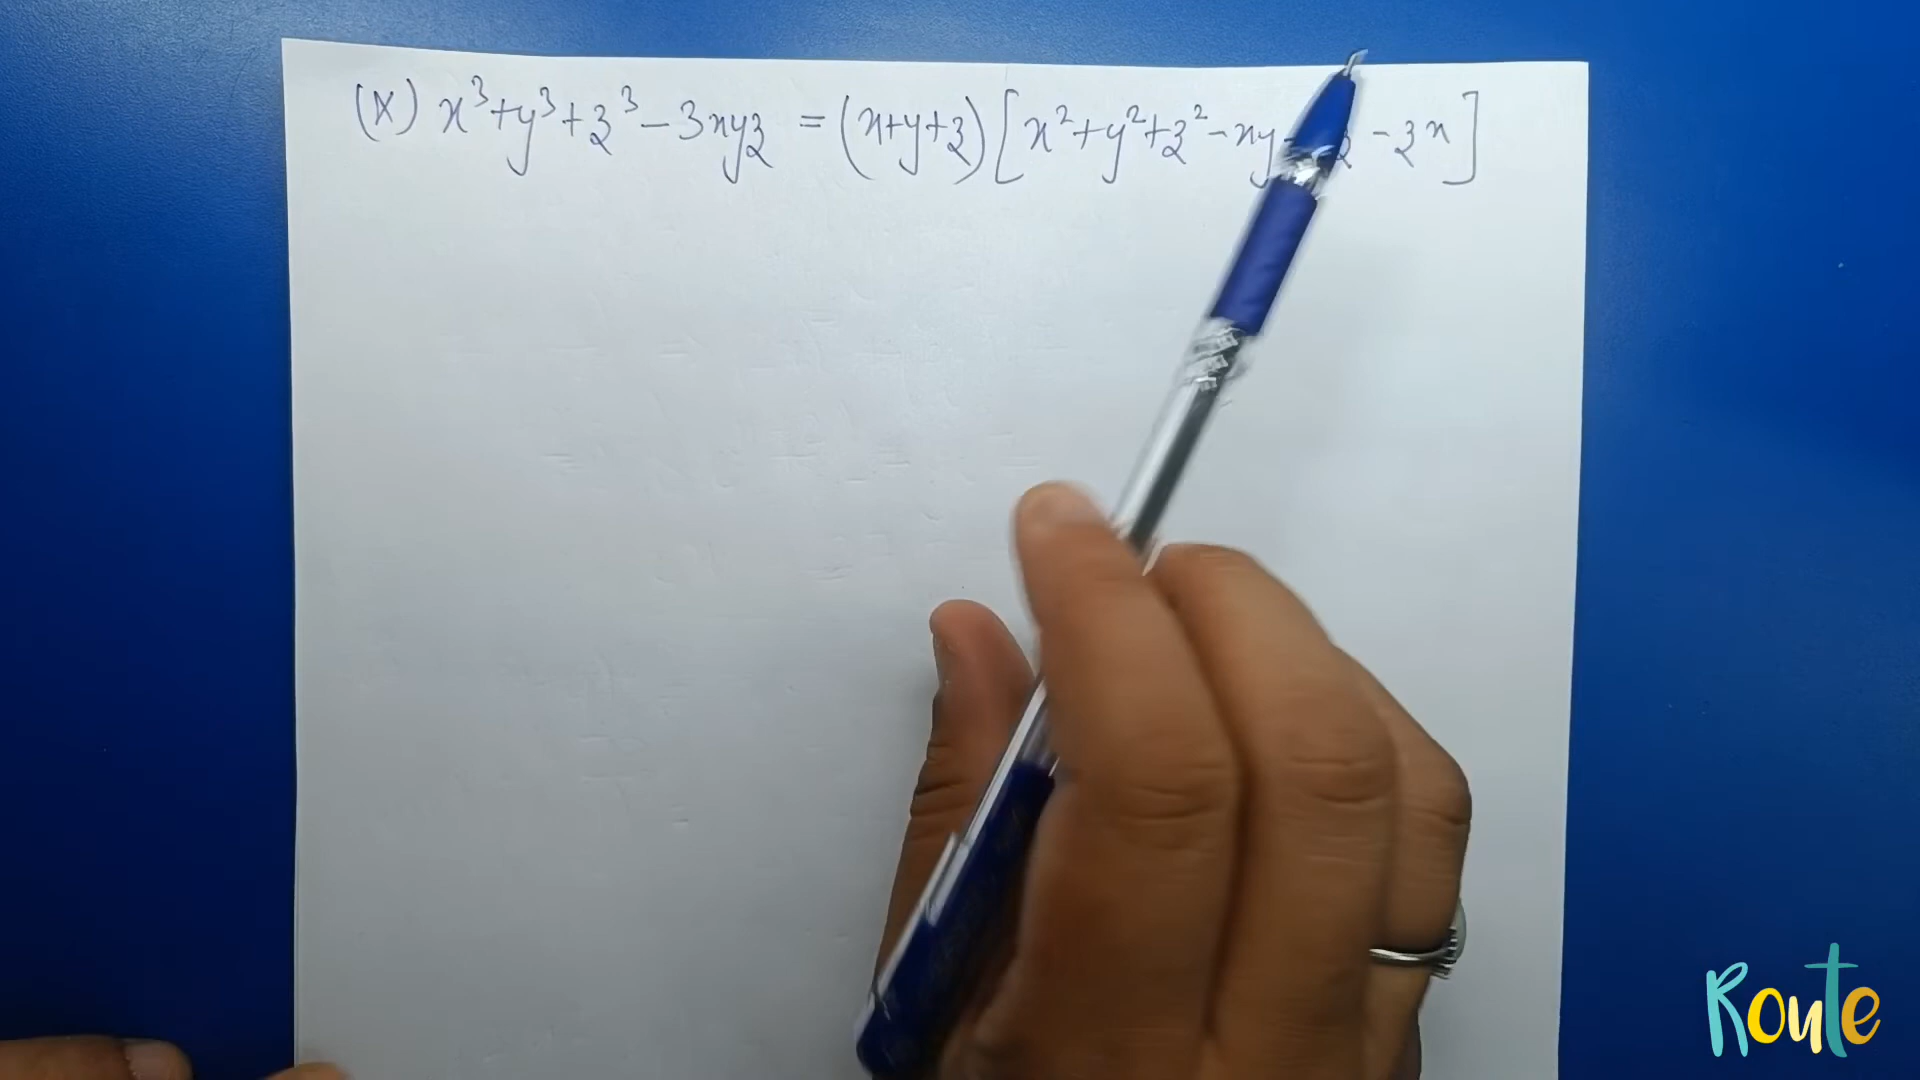 (x) x³+y³+z³-3xyz = (x+y+z)[x²+y²+z²-xy- z -zx]
Route